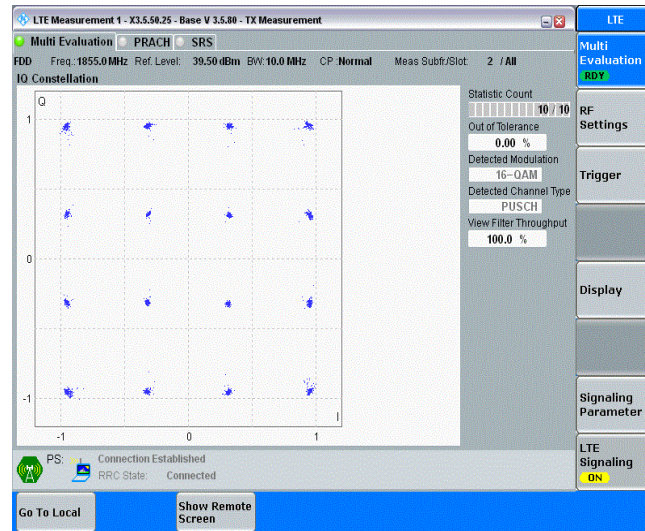 LTE Measurement 1 - X3.5.50.25 - Base V 3.5.80 - TX Measurement
LTE
Multi Evaluation PRACH SRS
Multi
Evaluation
RDY
FDD Freq.: 1855.0 MHz Ref. Level: 39.50 dBm BW: 10.0 MHz CP : Normal Meas Subfr/Slot: 2 / All
IQ Constellation
Q
1
0
-1
-1 0 1
I
Statistic Count
10 / 10
Out of Tolerance
0.00 %
Detected Modulation
16-QAM
Detected Channel Type
PUSCH
View Filter Throughput
100.0 %
RF
Settings
Trigger
Display
Signaling
Parameter
LTE
Signaling
ON
PS: Connection Established
RRC State: Connected
Go To Local
Show Remote
Screen